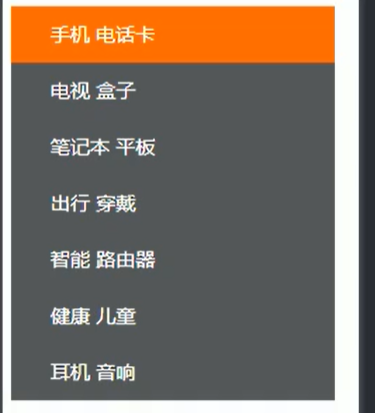 手机 电话卡
电视 盒子
笔记本 平板
出行 穿戴
智能 路由器
健康 儿童
耳机 音响